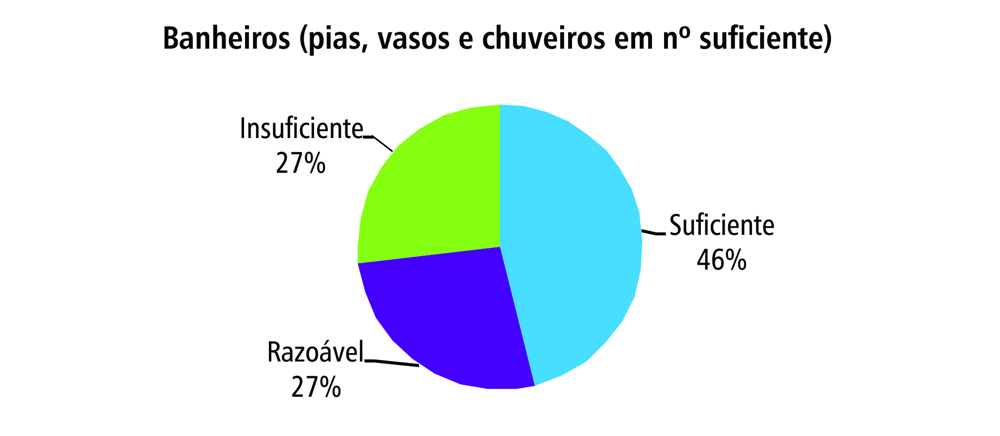 Banheiros (pias, vasos e chuveiros em nº suficiente)
Insuficiente
27%
Suficiente
46%
Razoável
27%